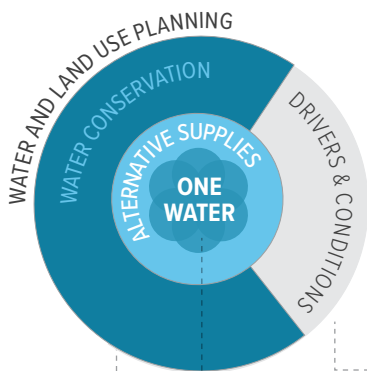 WATER AND LAND USE PLANNING
WATER CONSERVATION
ALTERNATIVE SUPPLIES
ONE
WATER
DRIVERS & CONDITIONS